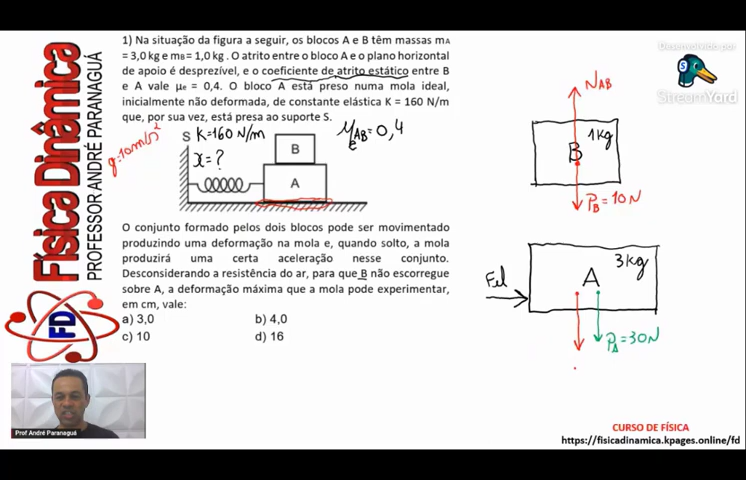 Física Dinâmica
PROFESSOR ANDRÉ PARANAGUÁ
FD
1) Na situação da figura a seguir, os blocos A e B têm massas mA
= 3,0 kg e mB= 1,0 kg . O atrito entre o bloco A e o plano horizontal
de apoio é desprezível, e o coeficiente de atrito estático entre B
e A vale μe = 0,4. O bloco A está preso numa mola ideal,
inicialmente não deformada, de constante elástica K = 160 N/m
que, por sua vez, está presa ao suporte S.
g=10m/s²
S K=160 N/m
x=?
μeAB=0,4
B
A
O conjunto formado pelos dois blocos pode ser movimentado
produzindo uma deformação na mola e, quando solto, a mola
produzirá uma certa aceleração nesse conjunto.
Desconsiderando a resistência do ar, para que B não escorregue
sobre A, a deformação máxima que a mola pode experimentar,
em cm, vale:
a) 3,0 b) 4,0
c) 10 d) 16
Desenvolvido por
StreamYard
NAB
1kg
B
PB=10N
3kg
A
Fel
PA=30N
Prof André Paranaguá
CURSO DE FÍSICA
https://fisicadinamica.kpages.online/fd